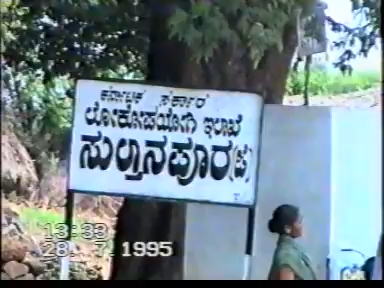 ಕರ್ನಾಟಕ ಸರ್ಕಾರ
ಲೋಕೋಪಯೋಗಿ ಇಲಾಖೆ
ಸುಲ್ತಾನಪೂರ(ಜೆ)
13:33
28. 7.1995